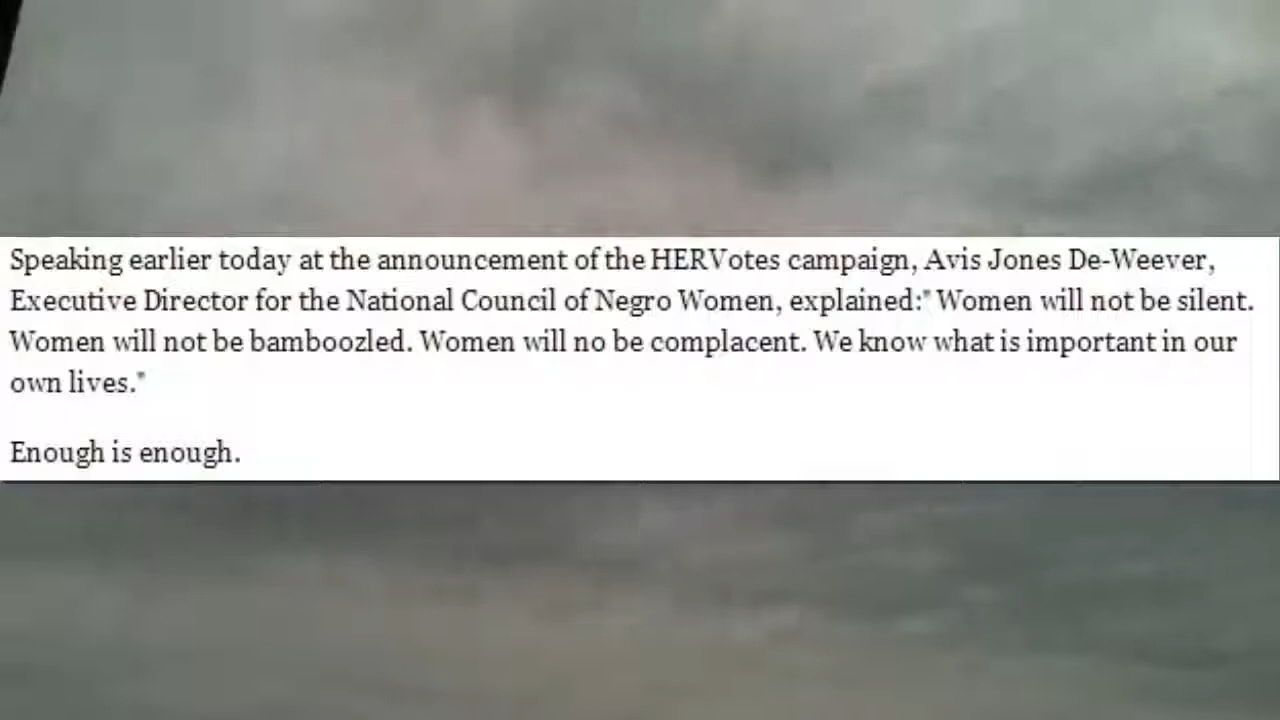 Speaking earlier today at the announcement of the HERVotes campaign, Avis Jones De-Weever,
Executive Director for the National Council of Negro Women, explained:" Women will not be silent.
Women will not be bamboozled. Women will no be complacent. We know what is important in our
own lives."
Enough is enough.